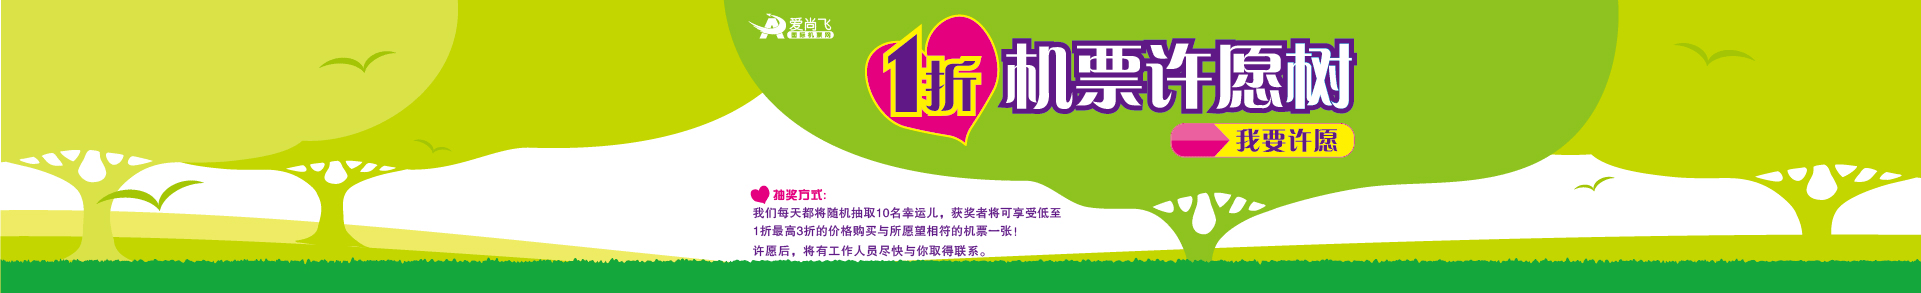 爱尚飞
1折 机票许愿树
我要许愿
抽奖方式:
我们每天都将随机抽取10名幸运儿，获奖者将可享受低至
1折最高3折的价格购买与所愿望相符的机票一张!
许愿后，将有工作人员尽快与你取得联系。